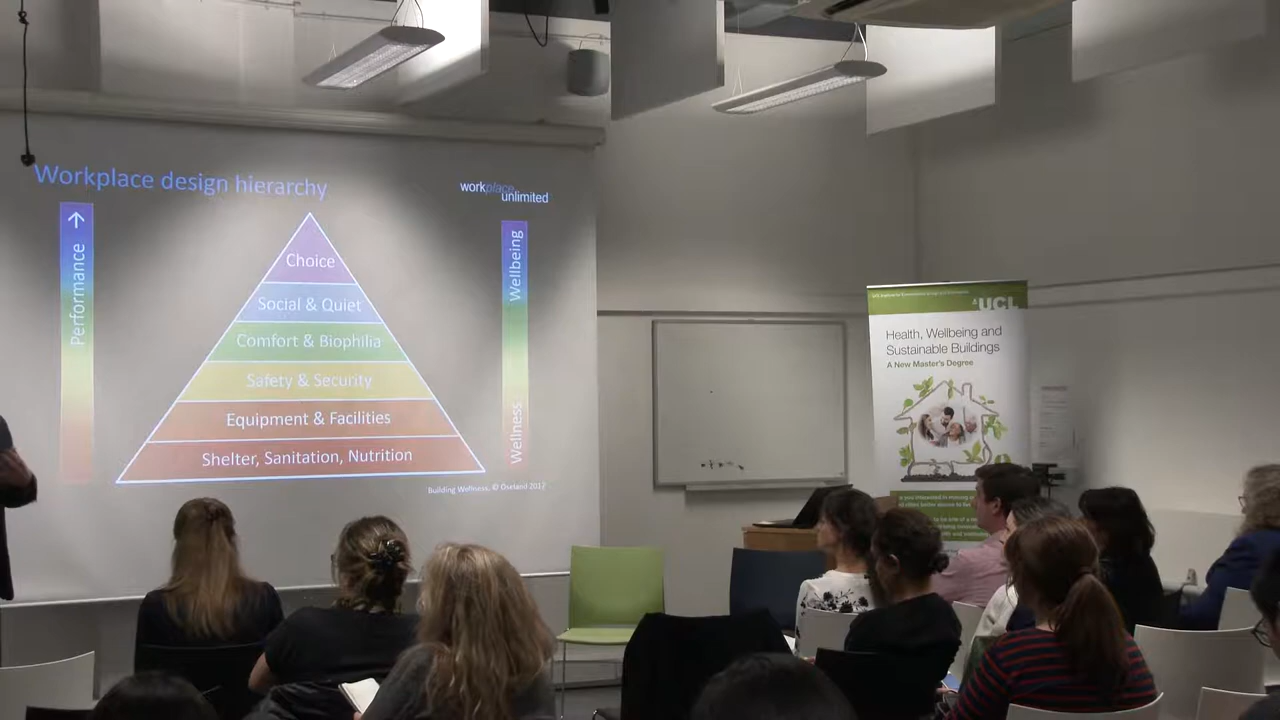 Workplace design hierarchy
workplace
unlimited
Performance
Choice
Social & Quiet
Comfort & Biophilia
Safety & Security
Equipment & Facilities
Shelter, Sanitation, Nutrition
Wellbeing
Wellness
Building Wellness, © Oseland 2017
UCL
Health, Wellbeing and
Sustainable Buildings
A New Master's Degree